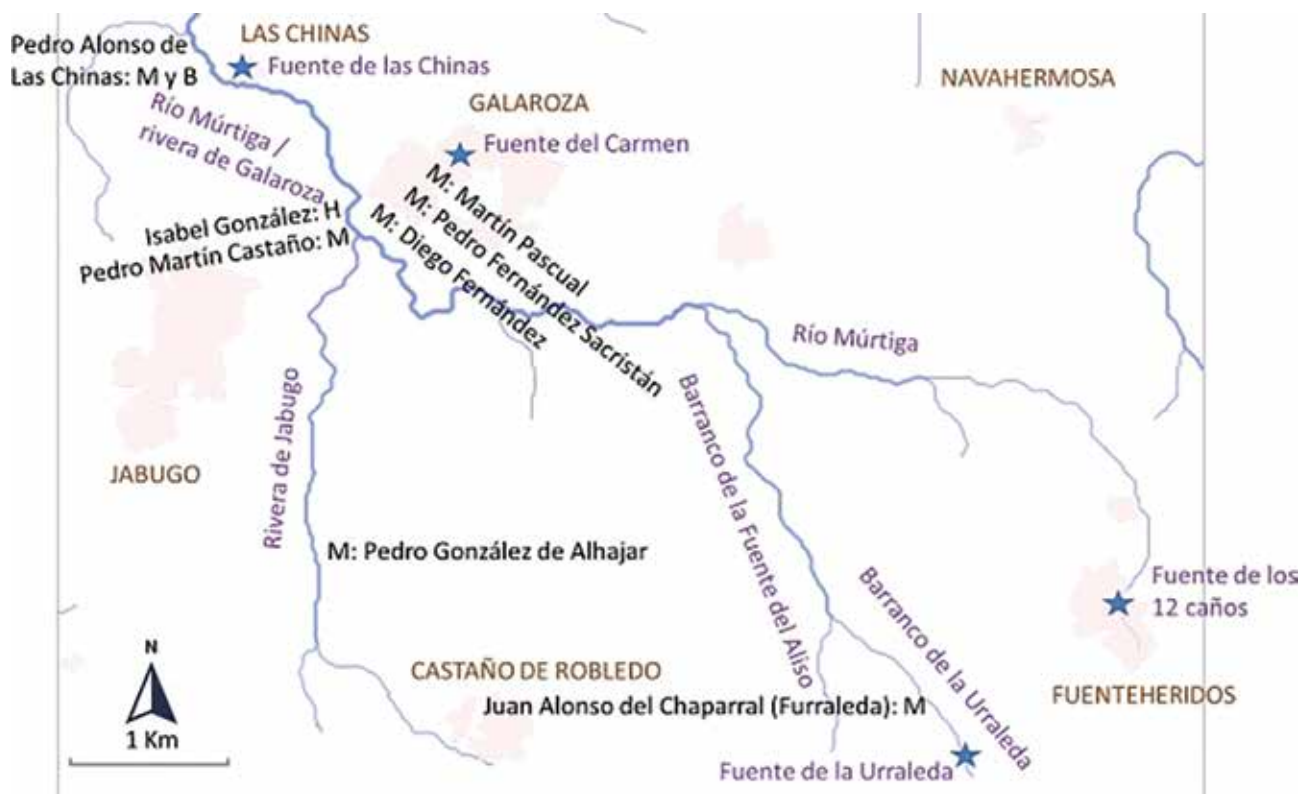 LAS CHINAS
Pedro Alonso de
Las Chinas: M y B
Fuente de las Chinas
NAVAHERMOSA
GALAROZA
Río Múrtiga /
rivera de Galaroza
Fuente del Carmen
M: Martín Pascual
M: Pedro Fernández Sacristán
M: Diego Fernández
Isabel González: H
Pedro Martín Castaño: M
Río Múrtiga
JABUGO
Rivera de Jabugo
Barranco de la Fuente del Aliso
M: Pedro González de Alhajar
Barranco de la Urraleda
Fuente de los
12 caños
N
1 Km
CASTAÑO DE ROBLEDO
Juan Alonso del Chaparral (Furraleda): M
FUENTEHERIDOS
Fuente de la Urraleda